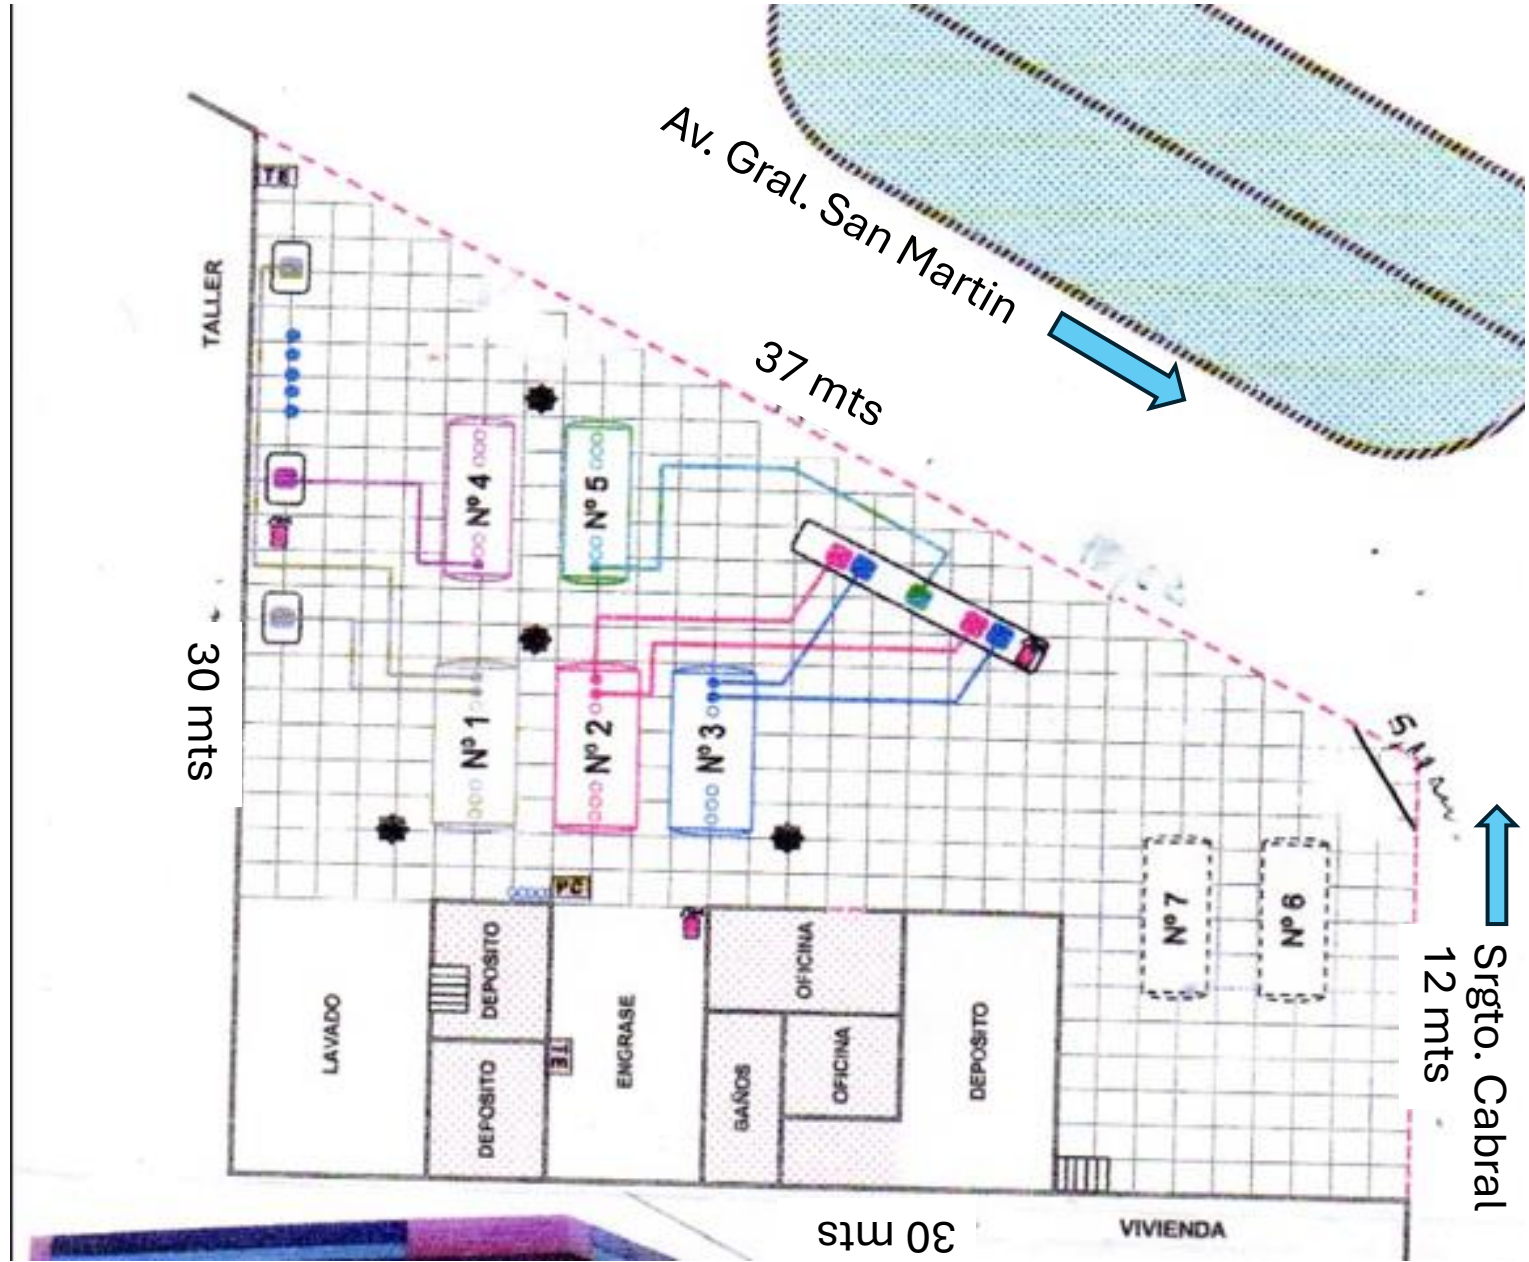 Av. Gral. San Martin
37 mts
TALLER
TE
30 mts
Nº 4
Nº 5
Nº 1
Nº 2
Nº 3
Nº 7
Nº 6
LAVADO
DEPOSITO
DEPOSITO
TE
ENGRASE
OFICINA
BAÑOS
OFICINA
DEPOSITO
Srgto. Cabral
12 mts
30 mts
VIVIENDA